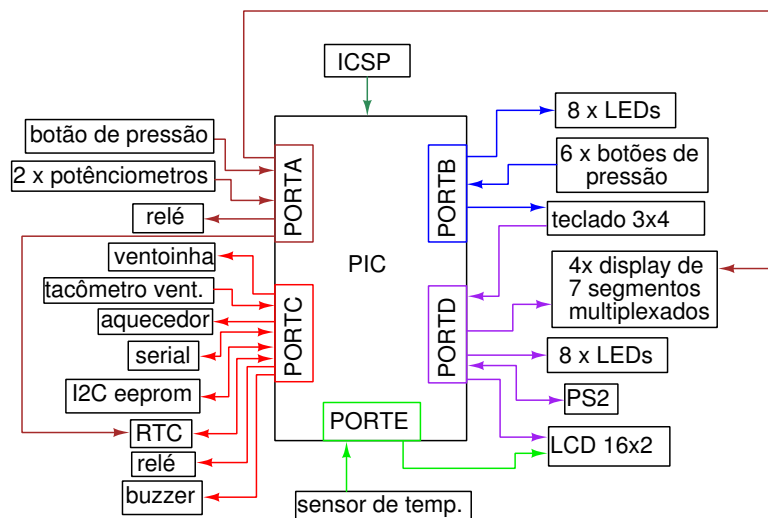 ICSP
botão de pressão
2 x potênciometros
relé
ventoinha
tacômetro vent.
aquecedor
serial
I2C eeprom
RTC
relé
buzzer
PORTA
PORTC
PIC
PORTE
sensor de temp.
PORTB
PORTD
8 x LEDs
6 x botões de
pressão
teclado 3x4
4x display de
7 segmentos
multiplexados
8 x LEDs
PS2
LCD 16x2